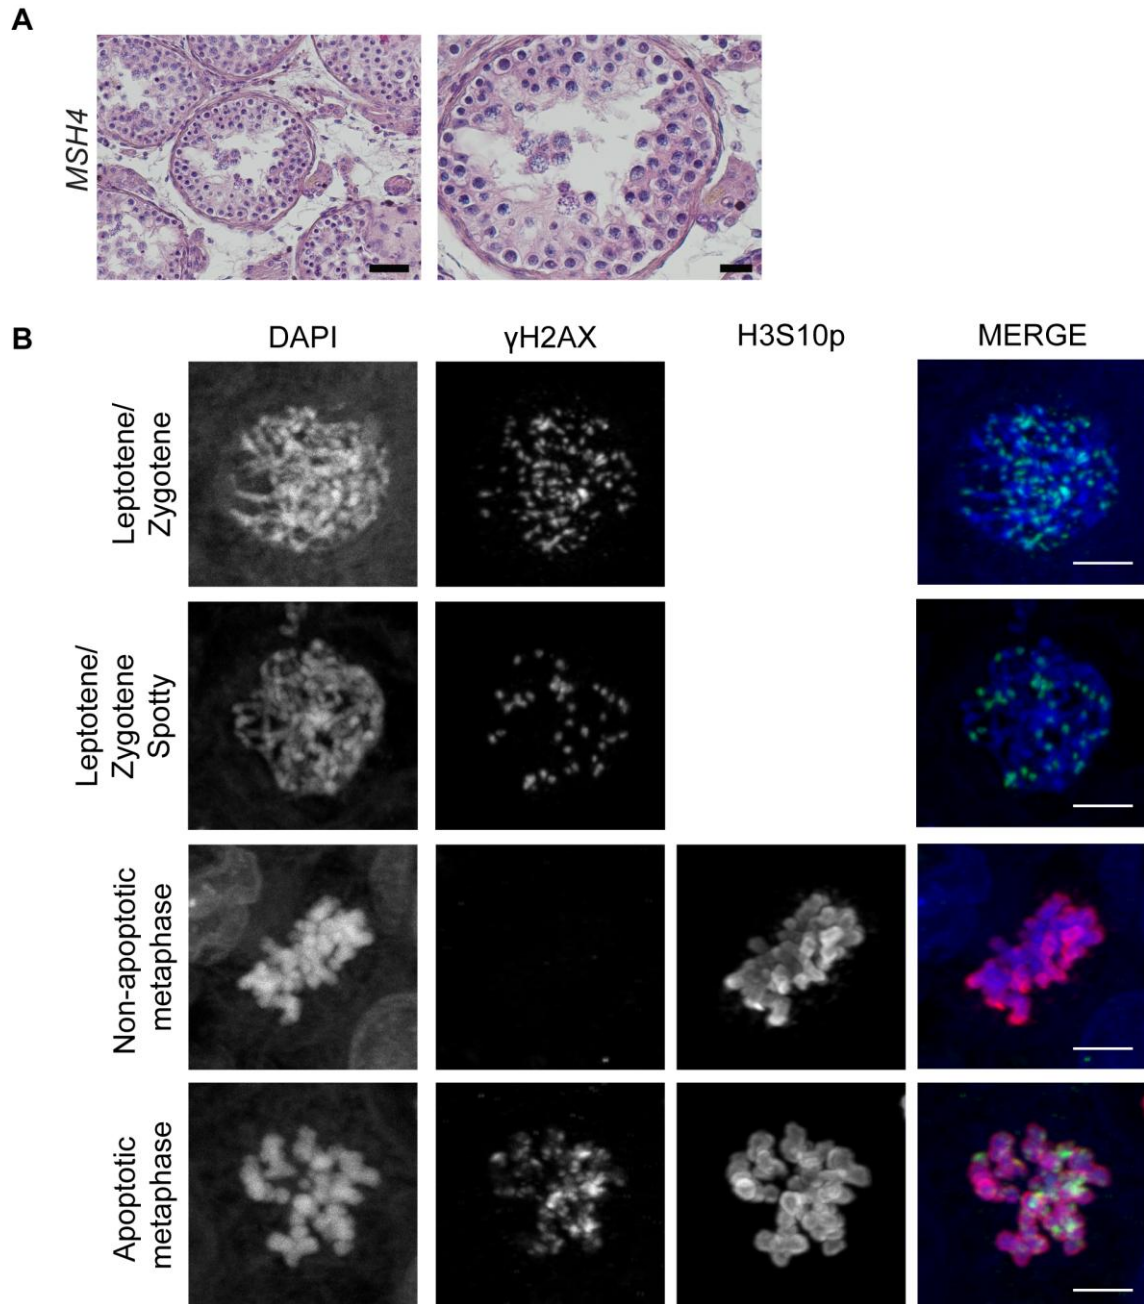 A
MSH4
B
DAPI
γH2AX
H3S10p
MERGE
Leptotene/
Zygotene
Leptotene/
Zygotene
Spotty
Non-apoptotic
metaphase
Apoptotic
metaphase